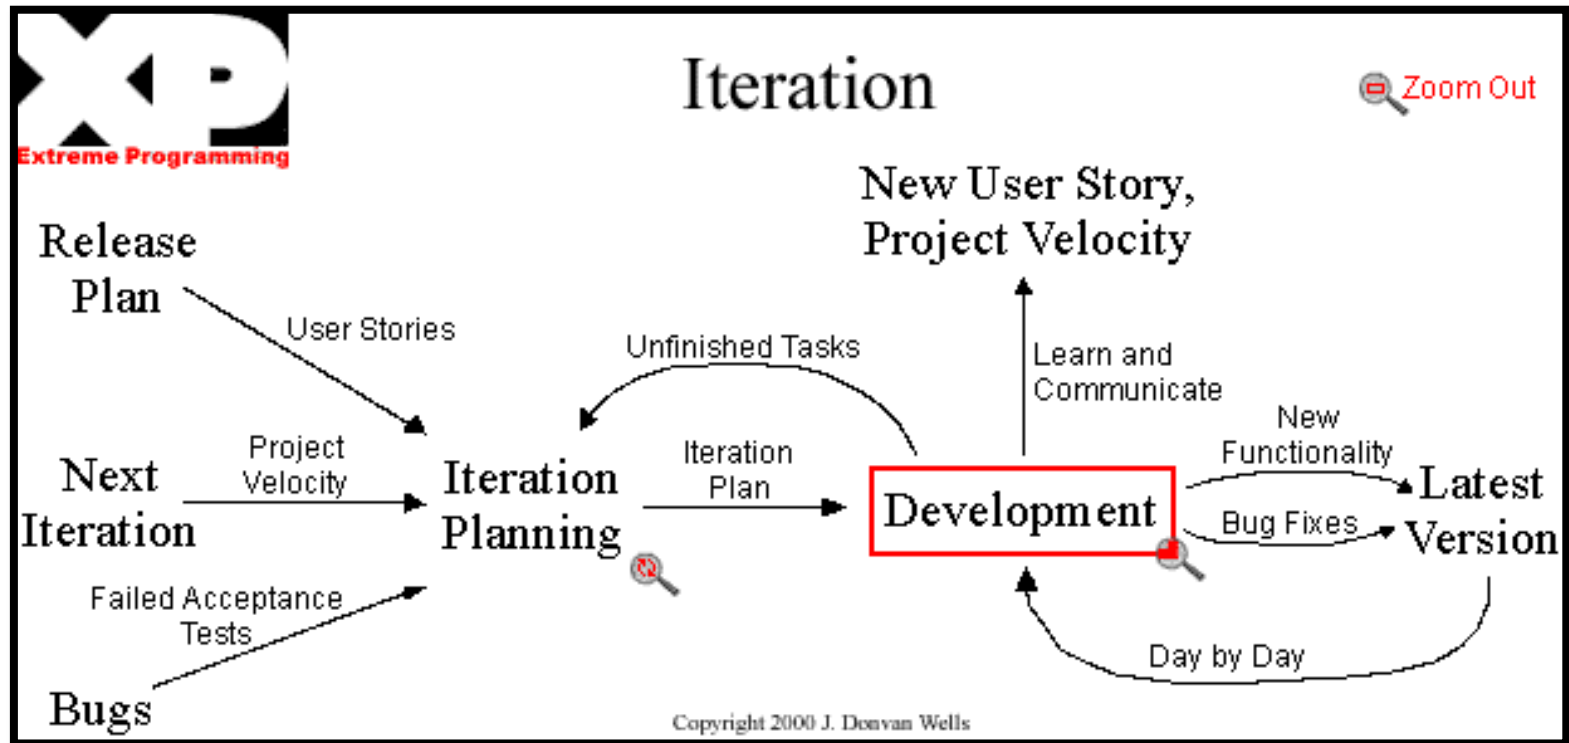 XP
Extreme Programming
Iteration
Zoom Out
New User Story,
Project Velocity
Release
Plan
User Stories
Unfinished Tasks
Learn and
Communicate
New
Functionality
Project
Velocity
Next
Iteration
Iteration
Planning
Iteration
Plan
Development
Bug Fixes
Latest
Version
Failed Acceptance
Tests
Day by Day
Bugs
Copyright 2000 J. Donvan Wells